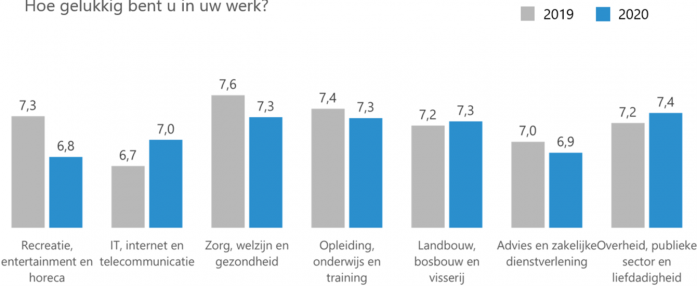 Hoe gelukkig bent u in uw werk?
2019 2020
7,3 6,8 6,7 7,0 7,6 7,3 7,4 7,3 7,2 7,3 7,0 6,9 7,2 7,4
Recreatie,
entertainment en
horeca
IT, internet en
telecommunicatie
Zorg, welzijn en
gezondheid
Opleiding,
onderwijs en
training
Landbouw,
bosbouw en
visserij
Advies en zakelijke
dienstverlening
Overheid, publieke
sector en
liefdadigheid